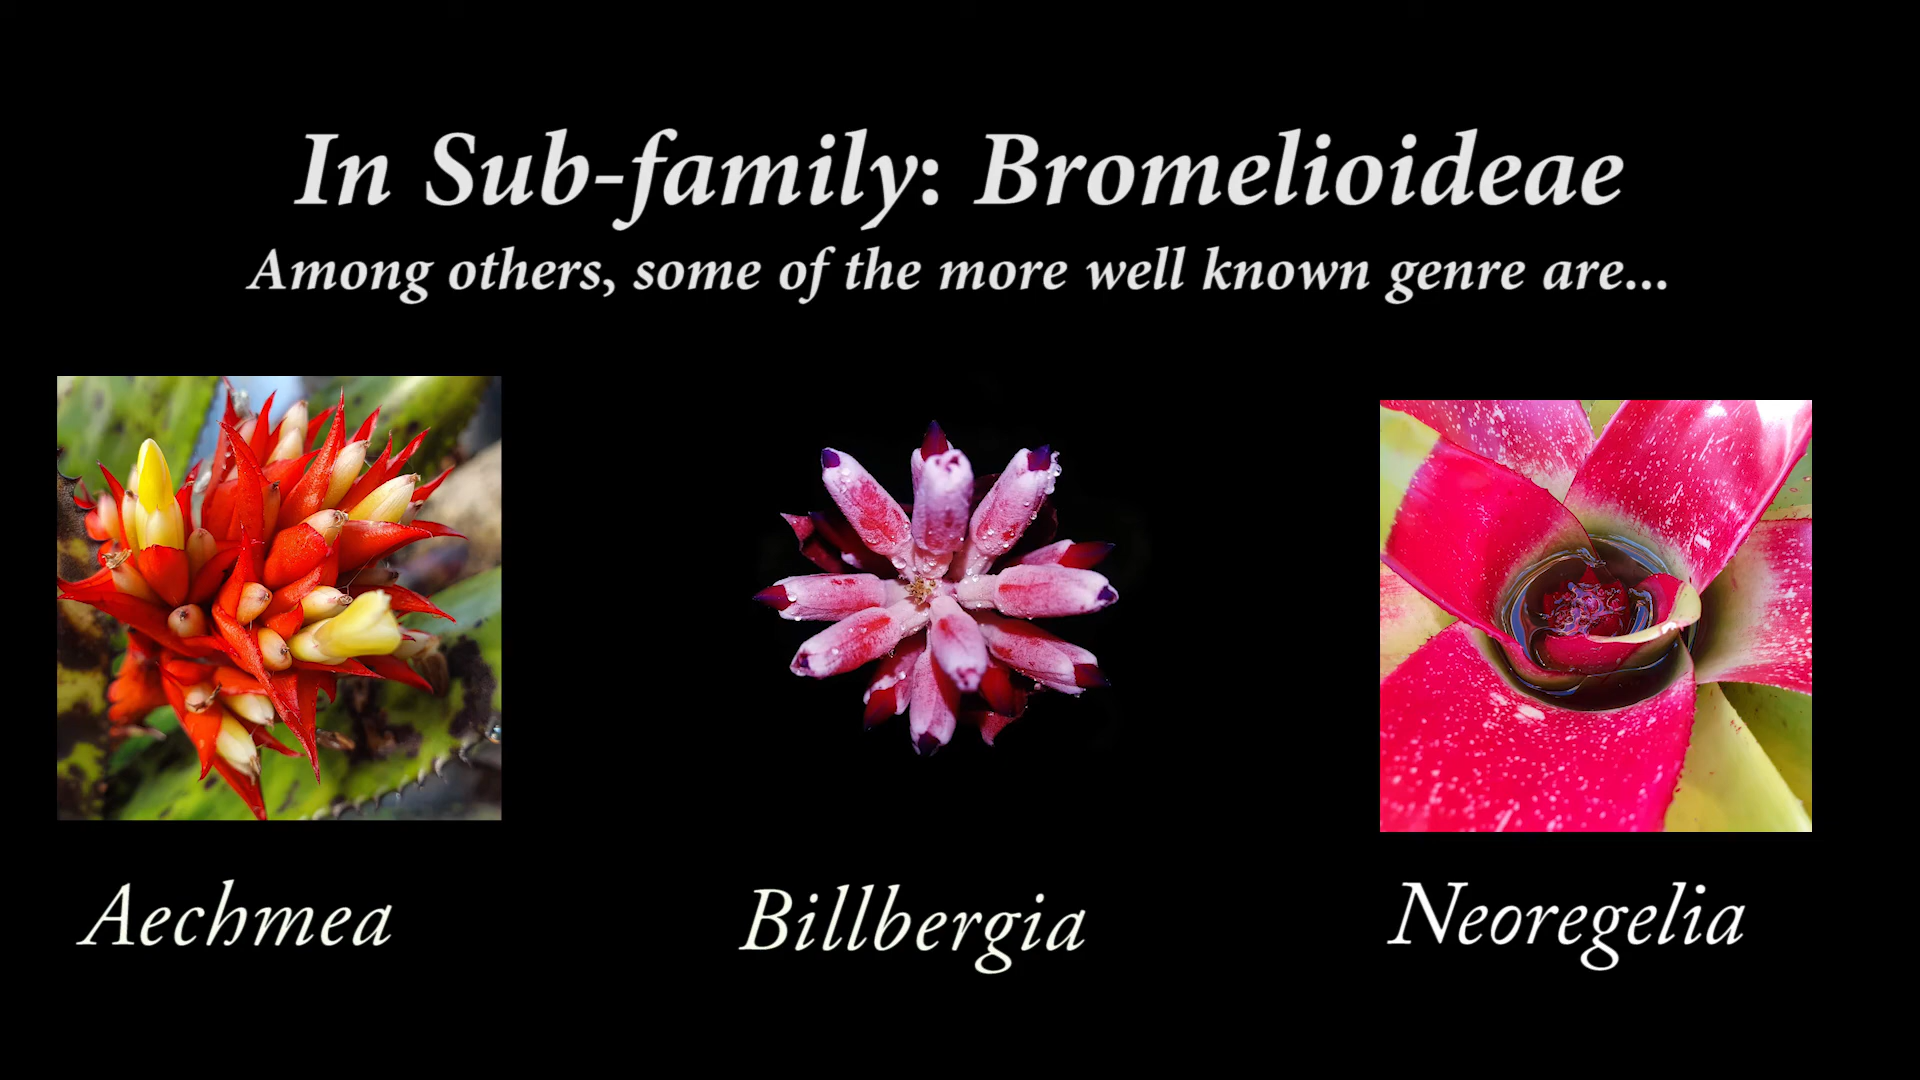 In Sub-family: Bromelioideae
Among others, some of the more well known genre are...
Aechmea
Billbergia
Neoregelia